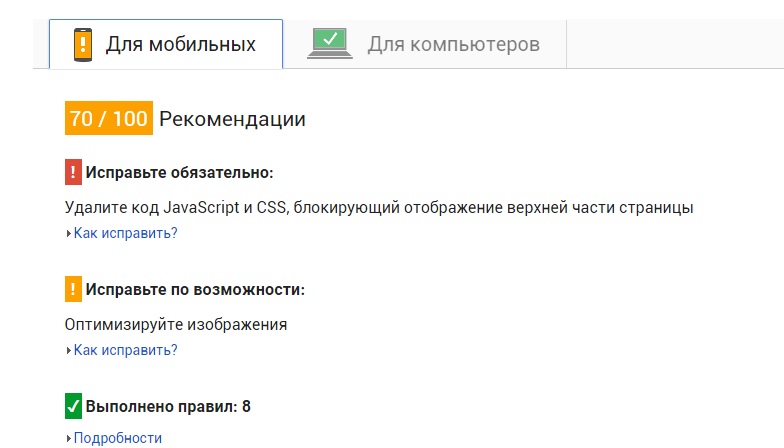 Для мобильных
Для компьютеров
70 / 100 Рекомендации
! Исправьте обязательно:
Удалите код JavaScript и CSS, блокирующий отображение верхней части страницы
Как исправить?
! Исправьте по возможности:
Оптимизируйте изображения
Как исправить?
Выполнено правил: 8
Подробности